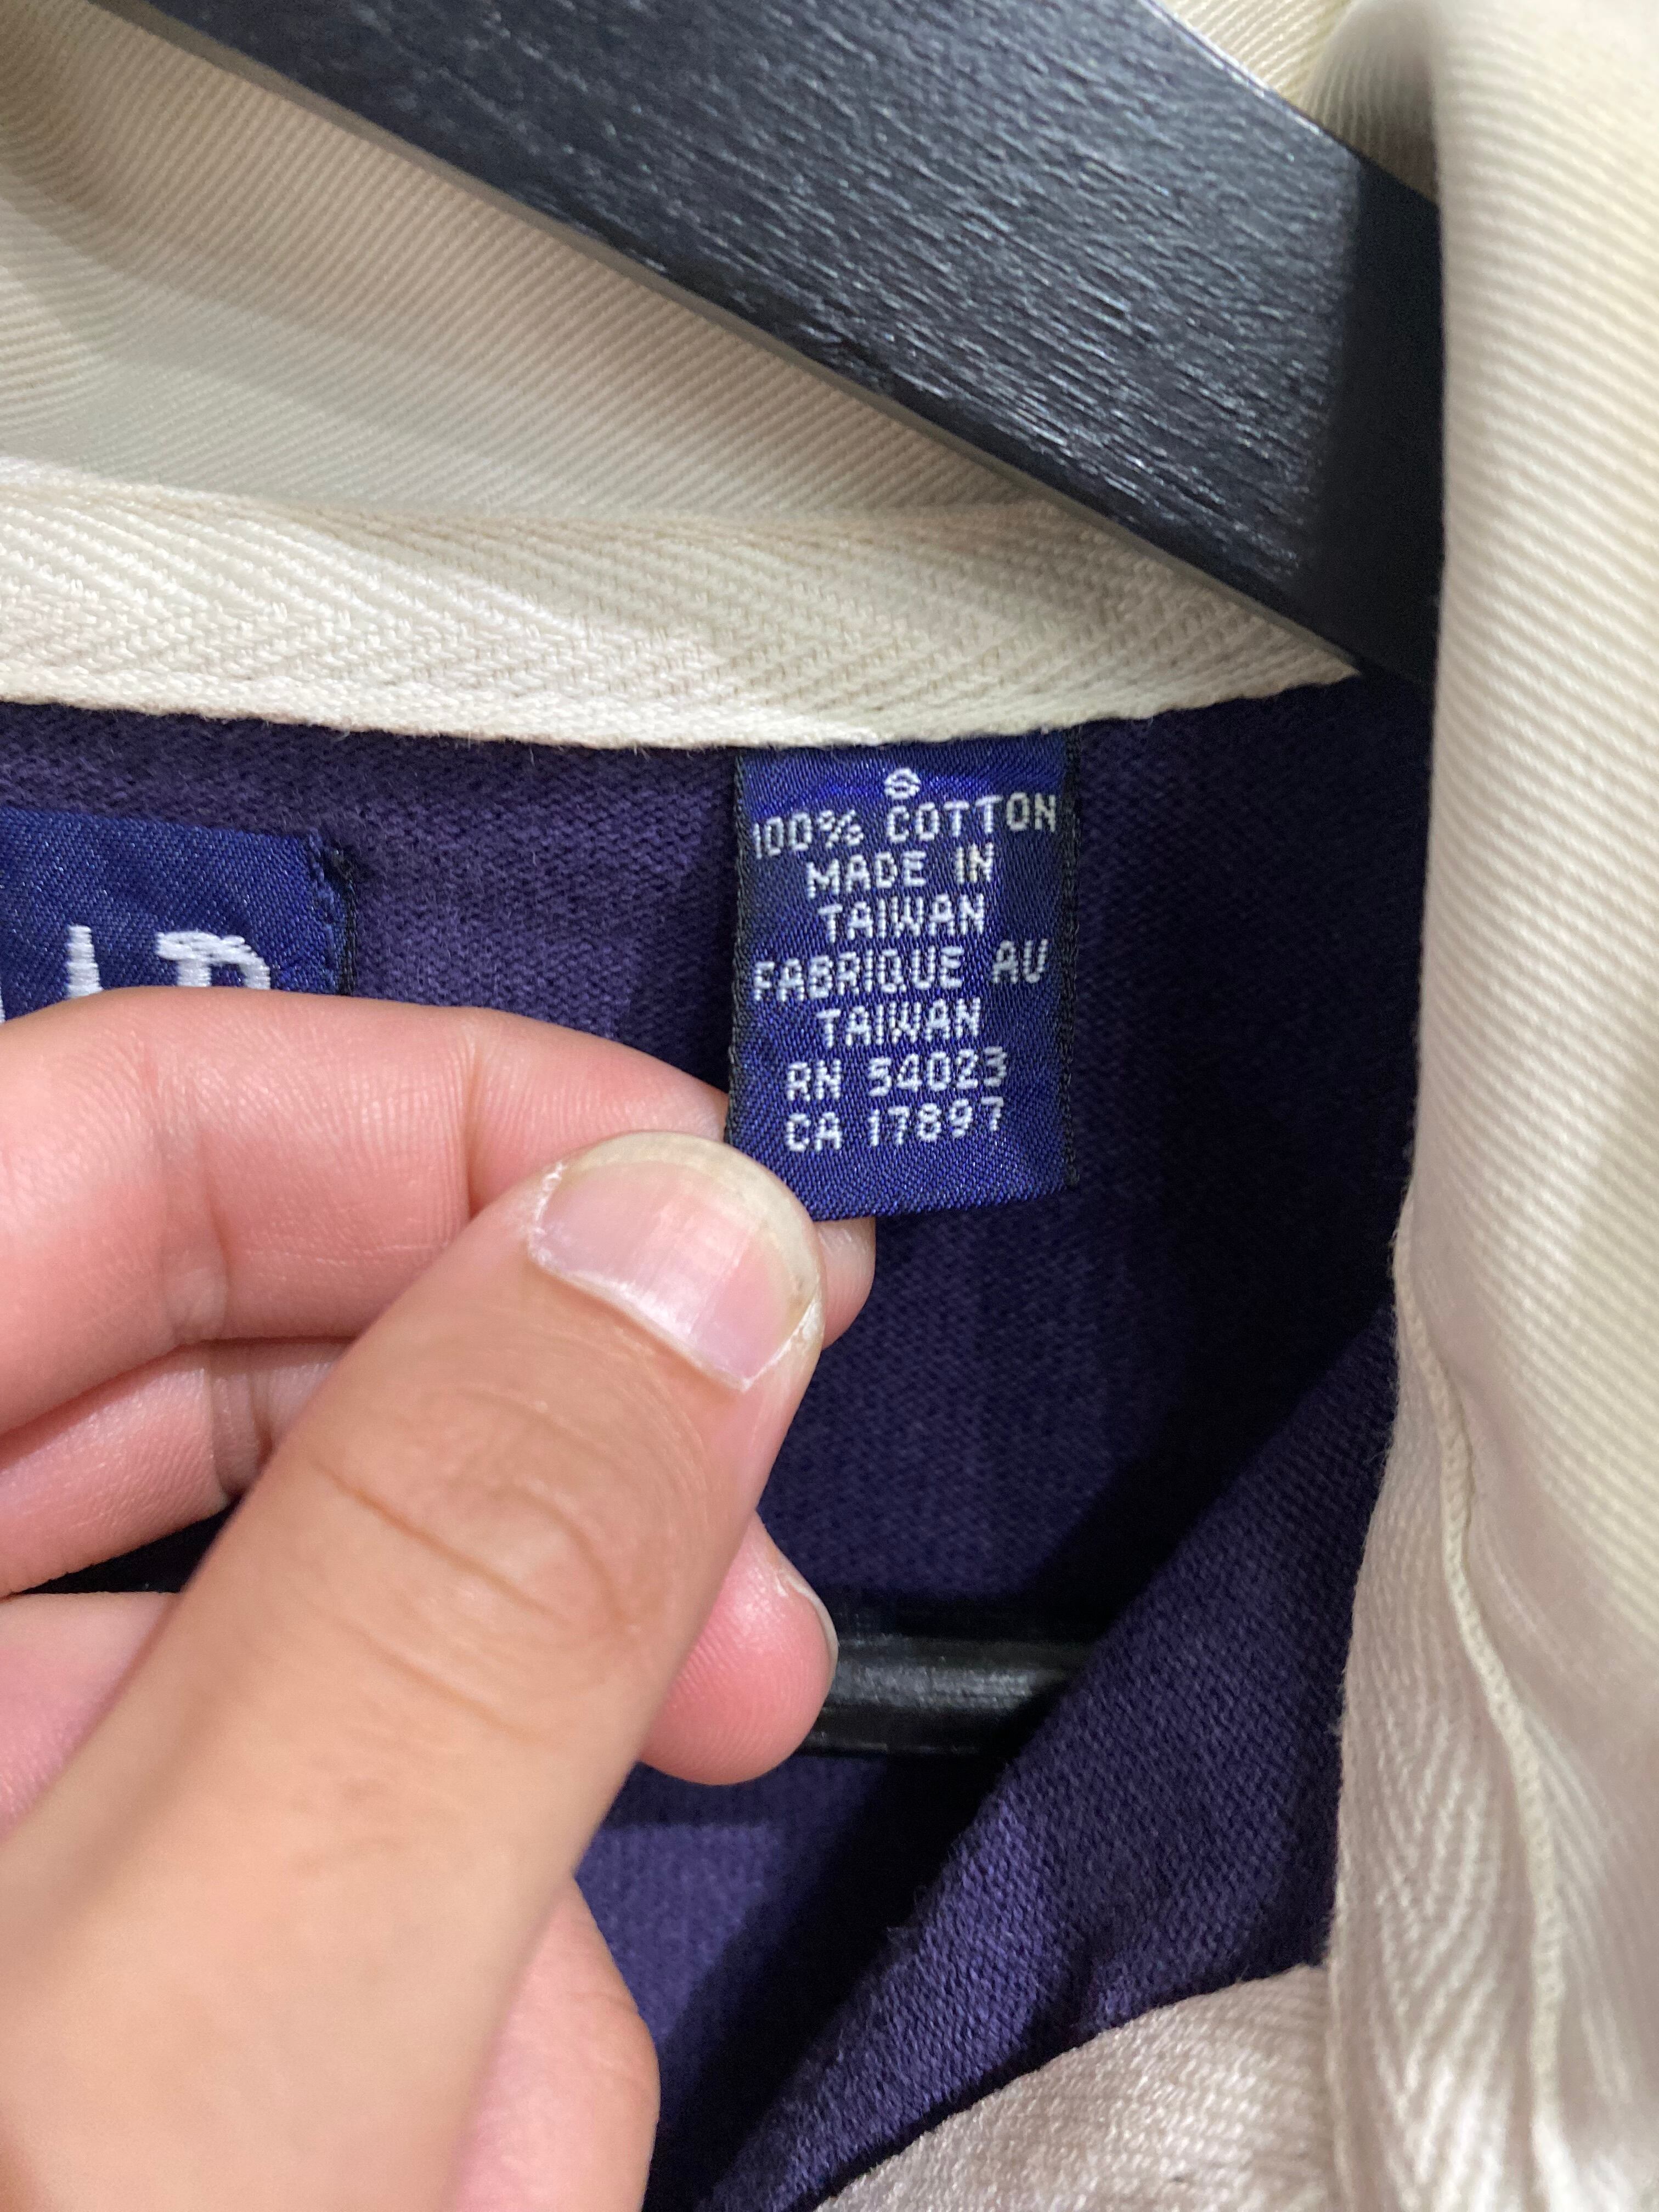 S
100% COTTON
MADE IN
TAIWAN
FABRIQUE AU
TAIWAN
RN 54023
CA 17897